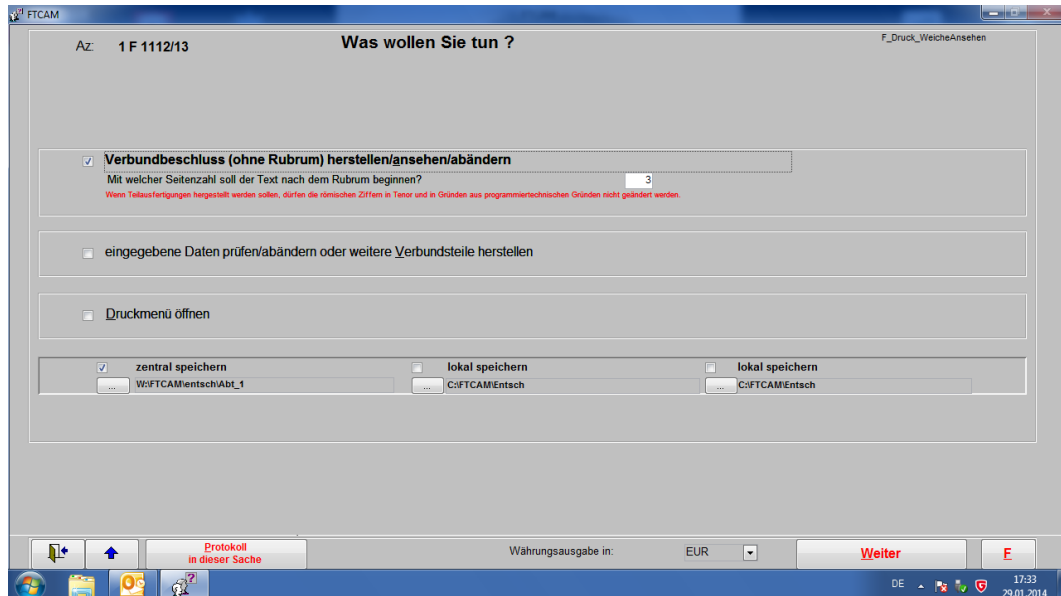 FTCAM
Az: 1 F 1112/13
Was wollen Sie tun ?
F_Druck_WeicheAnsehen
Verbundbeschluss (ohne Rubrum) herstellen/ansehen/abändern
Mit welcher Seitenzahl soll der Text nach dem Rubrum beginnen? 3
Wenn Teilausfertigungen hergestellt werden sollen, dürfen die römischen Ziffern in Tenor und in Gründen aus programmiertechnischen Gründen nicht geändert werden.
eingegebene Daten prüfen/abändern oder weitere Verbundsteile herstellen
Druckmenü öffnen
zentral speichern lokal speichern lokal speichern
... W:\FTCAM\entsch\Abt_1 ... C:\FTCAM\Entsch ... C:\FTCAM\Entsch
Protokoll
in dieser Sache
Währungsausgabe in: EUR
Weiter
F
DE
17:33
29.01.2014